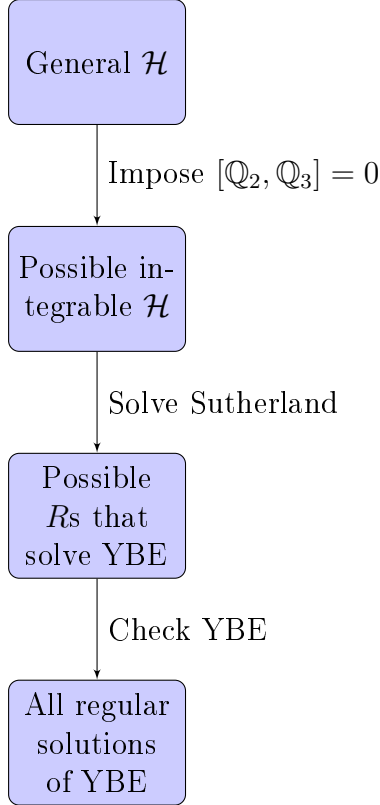 General ℋ
Impose [ℚ₂, ℚ₃] = 0
Possible in-
tegrable ℋ
Solve Sutherland
Possible
Rs that
solve YBE
Check YBE
All regular
solutions
of YBE